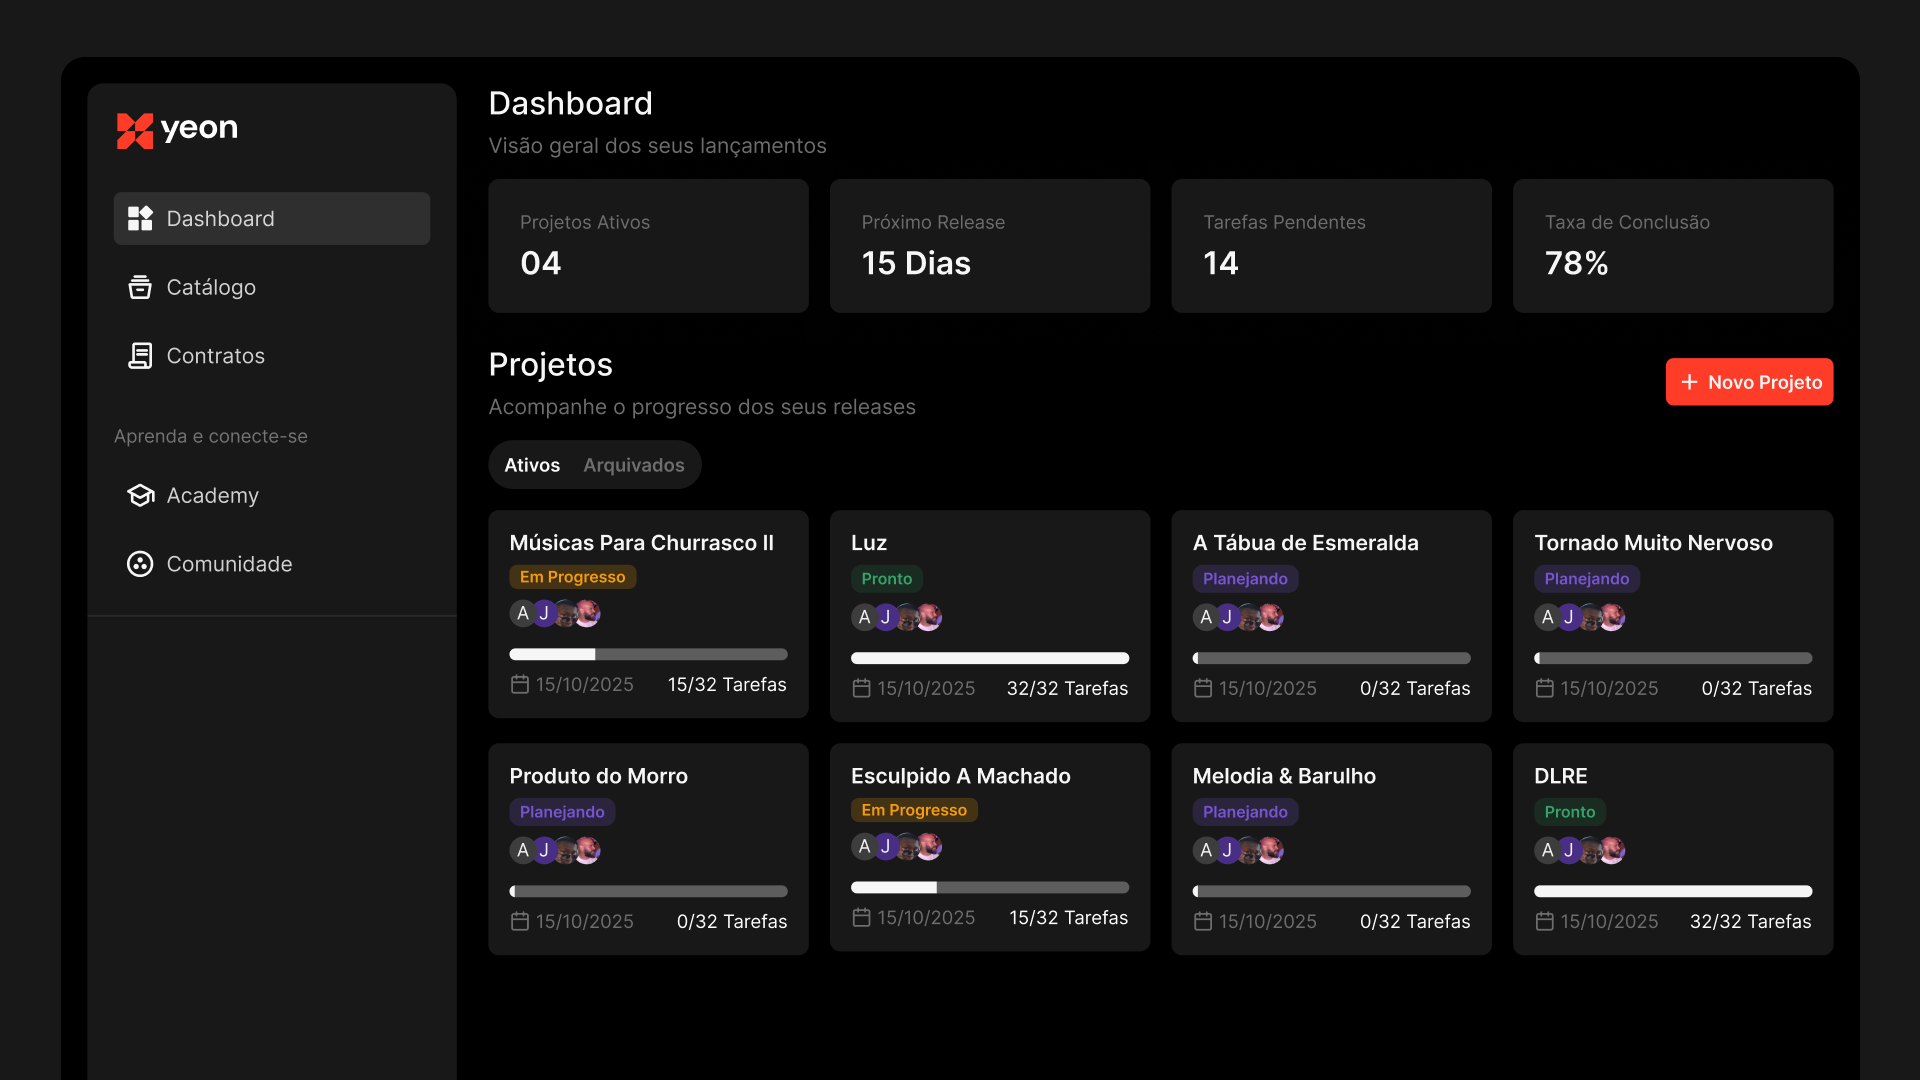 yeon
Dashboard
Catálogo
Contratos
Aprenda e conecte-se
Academy
Comunidade
Dashboard
Visão geral dos seus lançamentos
Projetos Ativos
04
Próximo Release
15 Dias
Tarefas Pendentes
14
Taxa de Conclusão
78%
Projetos
Acompanhe o progresso dos seus releases
+ Novo Projeto
Ativos Arquivados
Músicas Para Churrasco II
Em Progresso
A J
15/10/2025 15/32 Tarefas
Luz
Pronto
A J
15/10/2025 32/32 Tarefas
A Tábua de Esmeralda
Planejando
A J
15/10/2025 0/32 Tarefas
Tornado Muito Nervoso
Planejando
A J
15/10/2025 0/32 Tarefas
Produto do Morro
Planejando
A J
15/10/2025 0/32 Tarefas
Esculpido A Machado
Em Progresso
A J
15/10/2025 15/32 Tarefas
Melodia & Barulho
Planejando
A J
15/10/2025 0/32 Tarefas
DLRE
Pronto
A J
15/10/2025 32/32 Tarefas